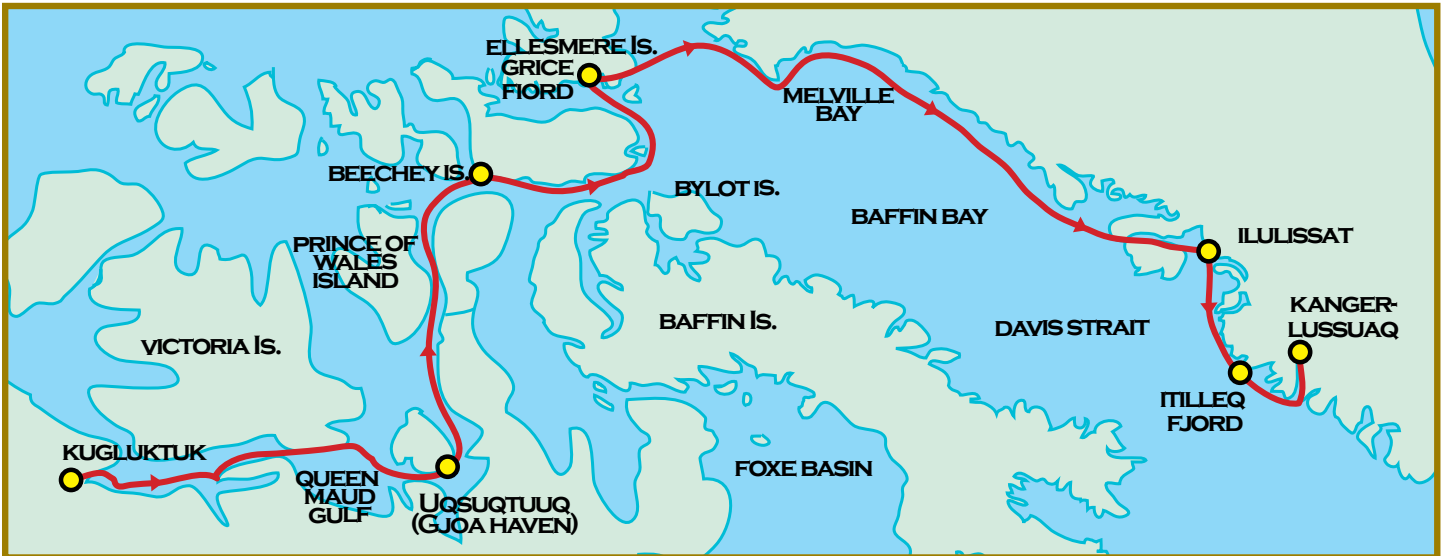 ELLESMERE IS.
GRICE
FIORD
MELVILLE
BAY
BEECHEY IS.
BYLOT IS.
BAFFIN BAY
ILULISSAT
PRINCE OF
WALES
ISLAND
KANGER-
LUSSUAQ
BAFFIN IS.
DAVIS STRAIT
VICTORIA IS.
ITILLEQ
FJORD
KUGLUKTUK
QUEEN
MAUD
GULF
FOXE BASIN
UQSUQTUUQ
(GJOA HAVEN)